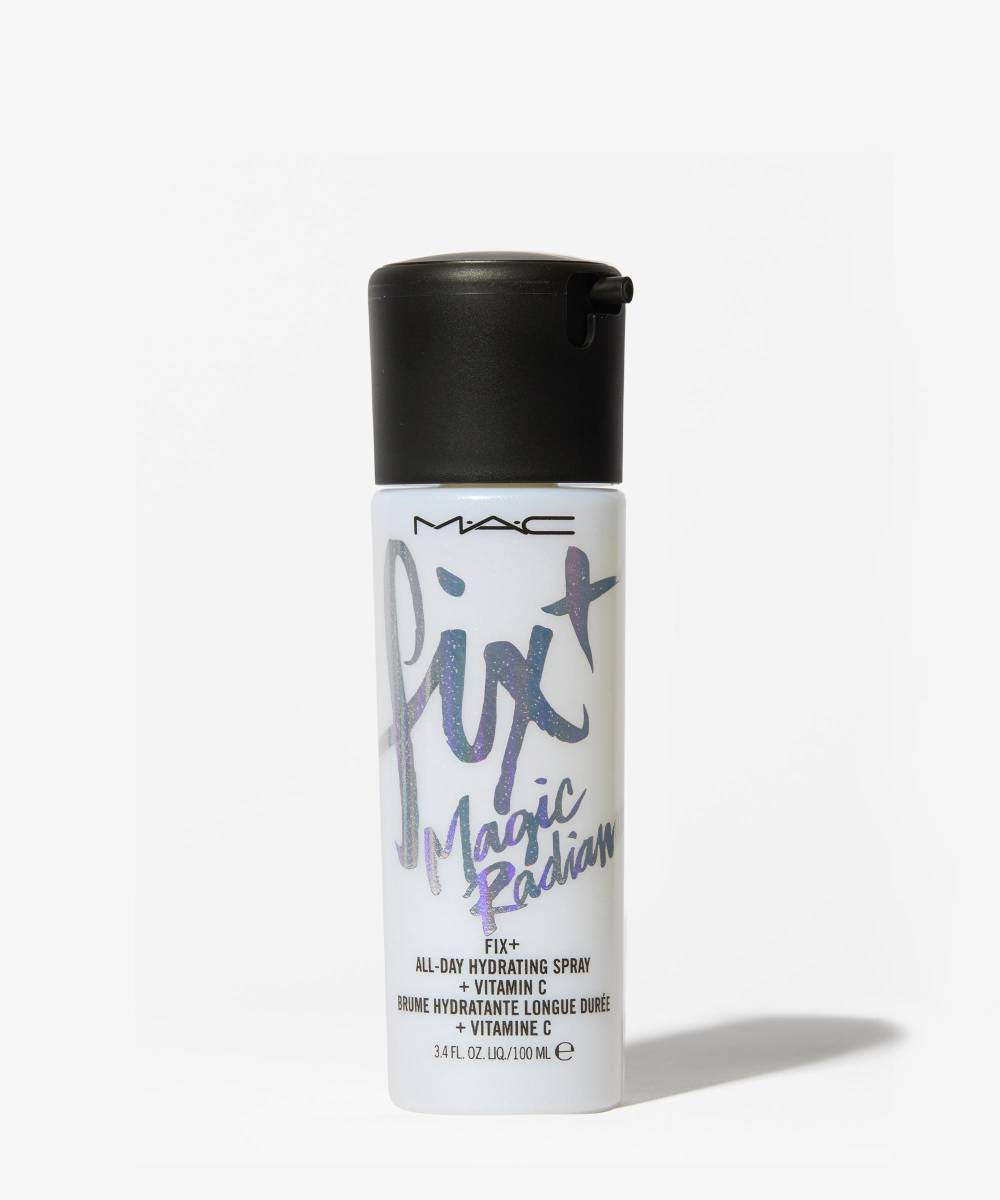 M·A·C
fix+
Magic
Radian
FIX+
ALL-DAY HYDRATING SPRAY
+ VITAMIN C
BRUME HYDRATANTE LONGUE DURÉE
+ VITAMINE C
3.4 FL. OZ. LIQ./100 ML ℮